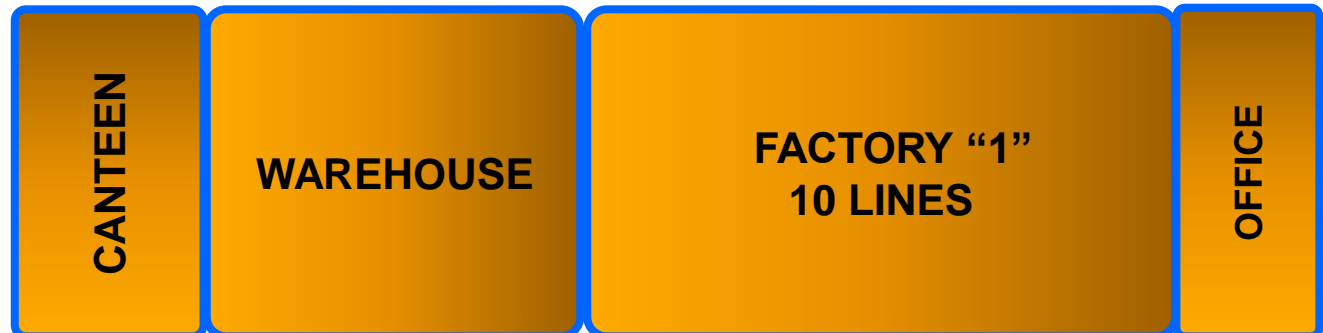 CANTEEN
WAREHOUSE
FACTORY “1”
10 LINES
OFFICE